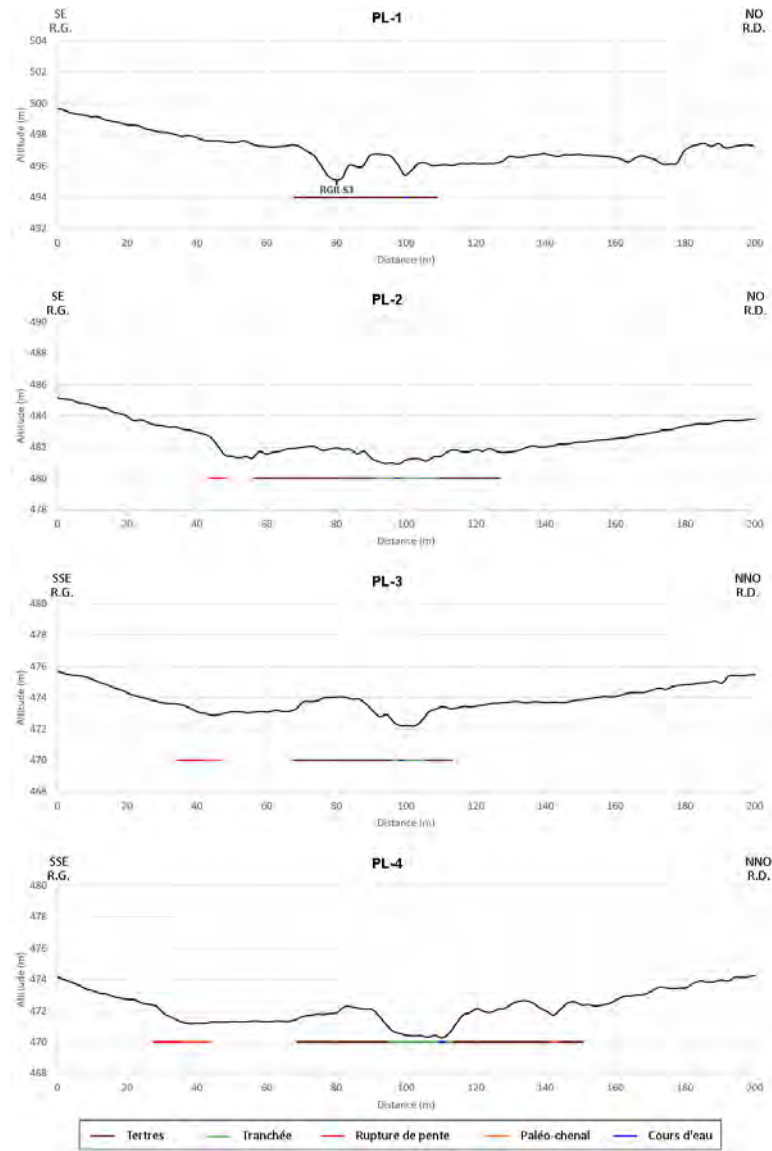 SE PL-1 NO
R.G. R.D.
504
502
500
498
496
494
492
Altitude (m)
RGR-S3
0 20 40 60 80 100 120 140 160 180 200
Distance (m)
SE PL-2 NO
R.G. R.D.
490
488
486
484
482
480
478
Altitude (m)
0 20 40 60 80 100 120 140 160 180 200
Distance (m)
SSE PL-3 NNO
R.G. R.D.
480
478
476
474
472
470
468
Altitude (m)
0 20 40 60 80 100 120 140 160 180 200
Distance (m)
SSE PL-4 NNO
R.G. R.D.
480
478
476
474
472
470
468
Altitude (m)
0 20 40 60 80 100 120 140 160 180 200
Distance (m)
Tertres Tranchée Rupture de pente Paléo-chenal Cours d'eau